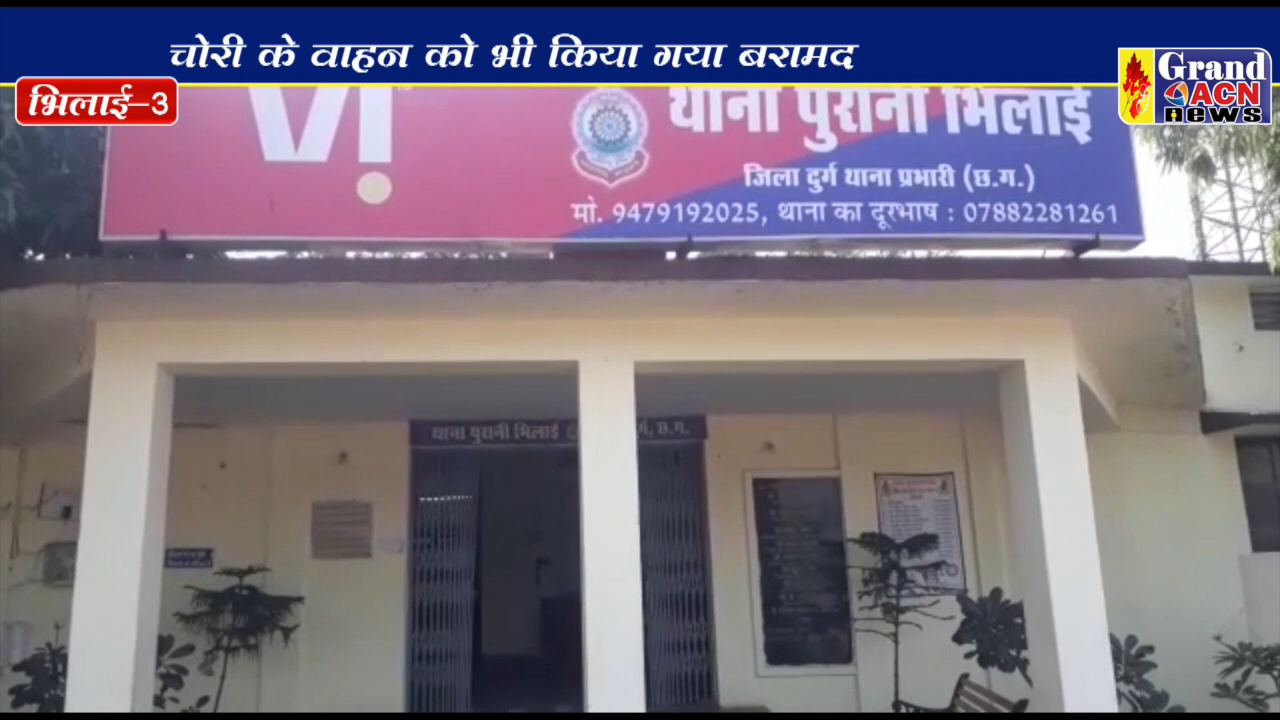 चोरी के वाहन को भी किया गया बरामद
Grand
ACN
news
भिलाई-3
VI
थाना पुरानी भिलाई
जिला दुर्ग थाना प्रभारी (छ.ग.)
मो. 9479192025, थाना का दूरभाष : 07882281261
थाना पुरानी भिलाई
छ.ग.